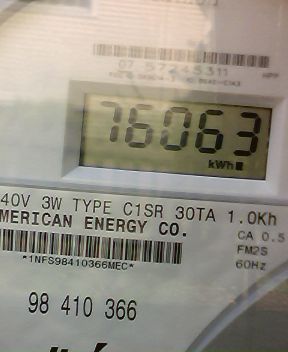 76063
kWh
40V 3W TYPE C1SR 30TA 1.0Kh
MERICAN ENERGY CO.
CA 0.5
FM2S
60Hz
*1NFS98410366MEC*
98 410 366